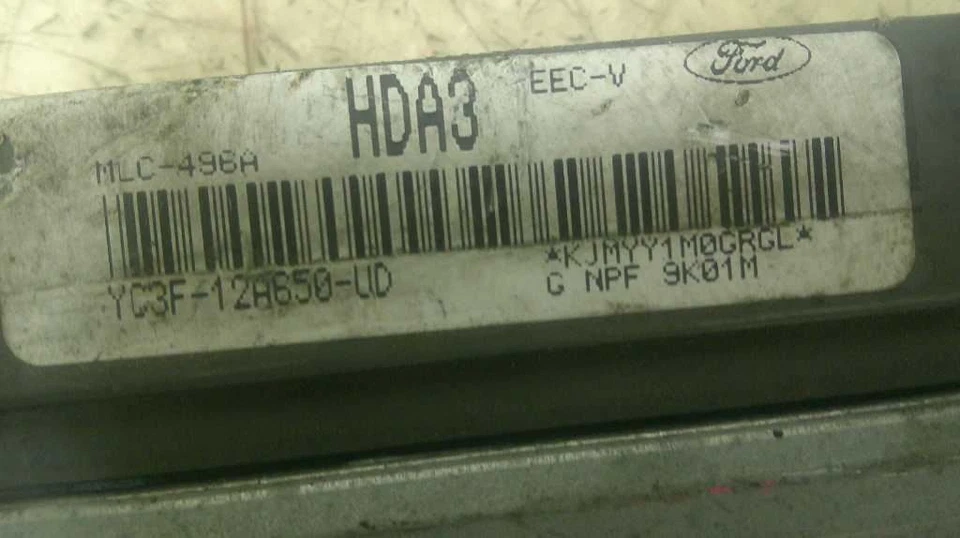 HDA3
EEC-V
Ford
MLC-496A
*KJMYY1M0GRGL*
YC3F-12A650-UD
G NPF 9K01M